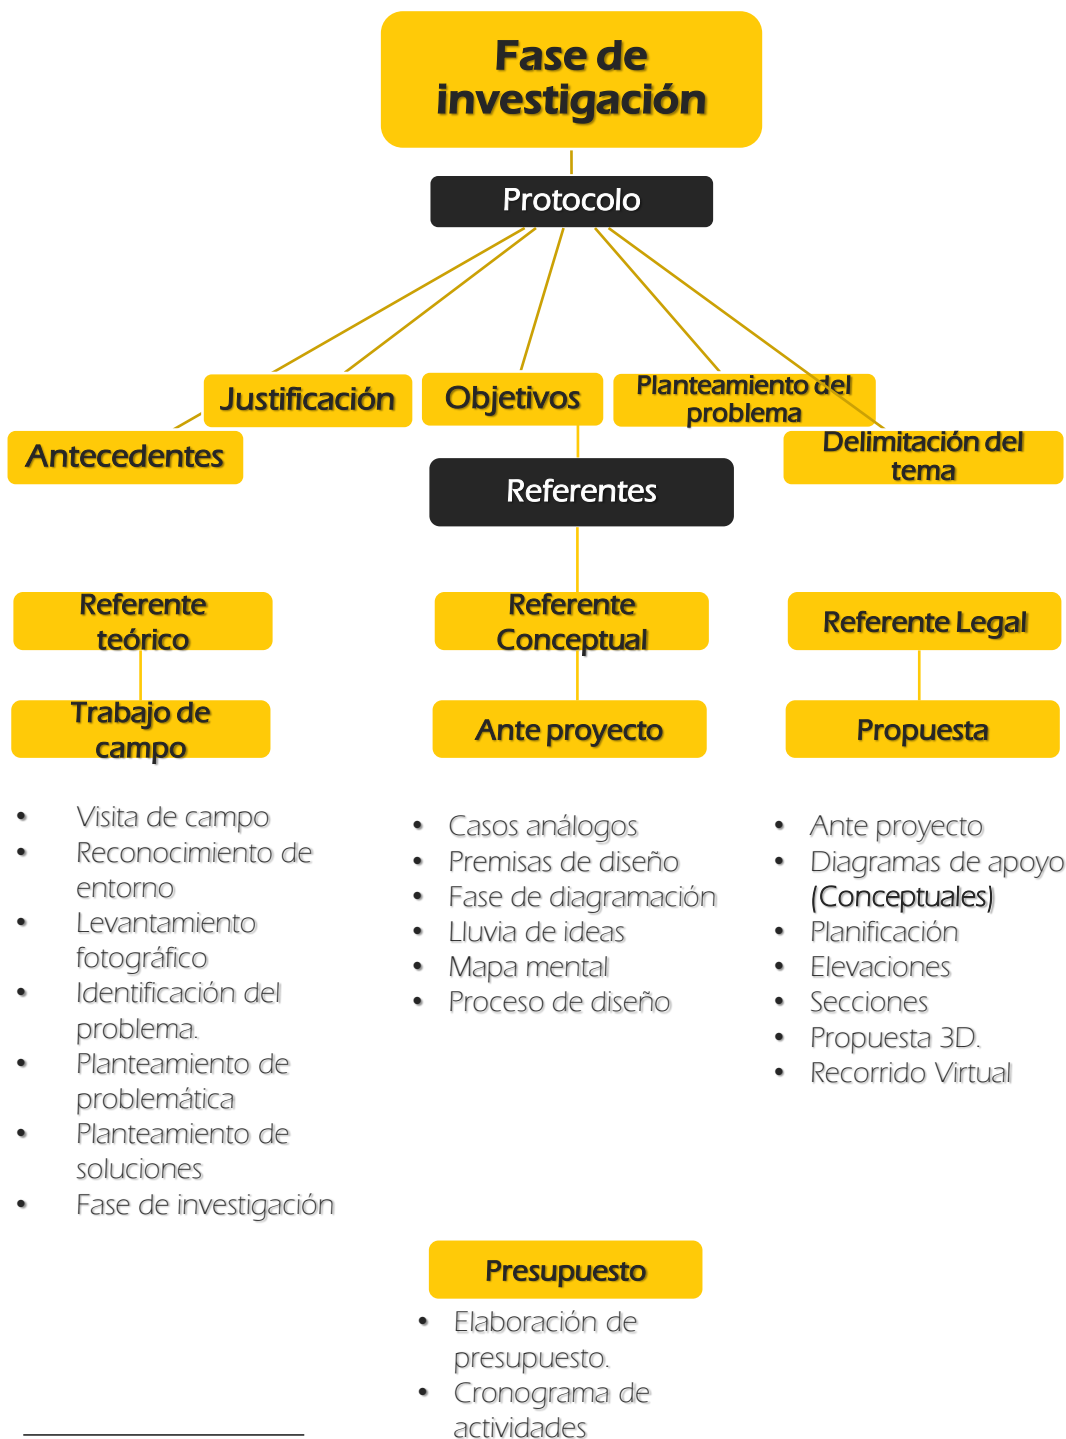 Fase de
investigación
Protocolo
Justificación
Objetivos
Planteamiento del
problema
Antecedentes
Delimitación del
tema
Referentes
Referente
teórico
Referente
Conceptual
Referente Legal
Trabajo de
campo
Ante proyecto
Propuesta
• Visita de campo
• Reconocimiento de
entorno
• Levantamiento
fotográfico
• Identificación del
problema.
• Planteamiento de
problemática
• Planteamiento de
soluciones
• Fase de investigación
• Casos análogos
• Premisas de diseño
• Fase de diagramación
• Lluvia de ideas
• Mapa mental
• Proceso de diseño
• Ante proyecto
• Diagramas de apoyo
(Conceptuales)
• Planificación
• Elevaciones
• Secciones
• Propuesta 3D.
• Recorrido Virtual
Presupuesto
• Elaboración de
presupuesto.
• Cronograma de
actividades